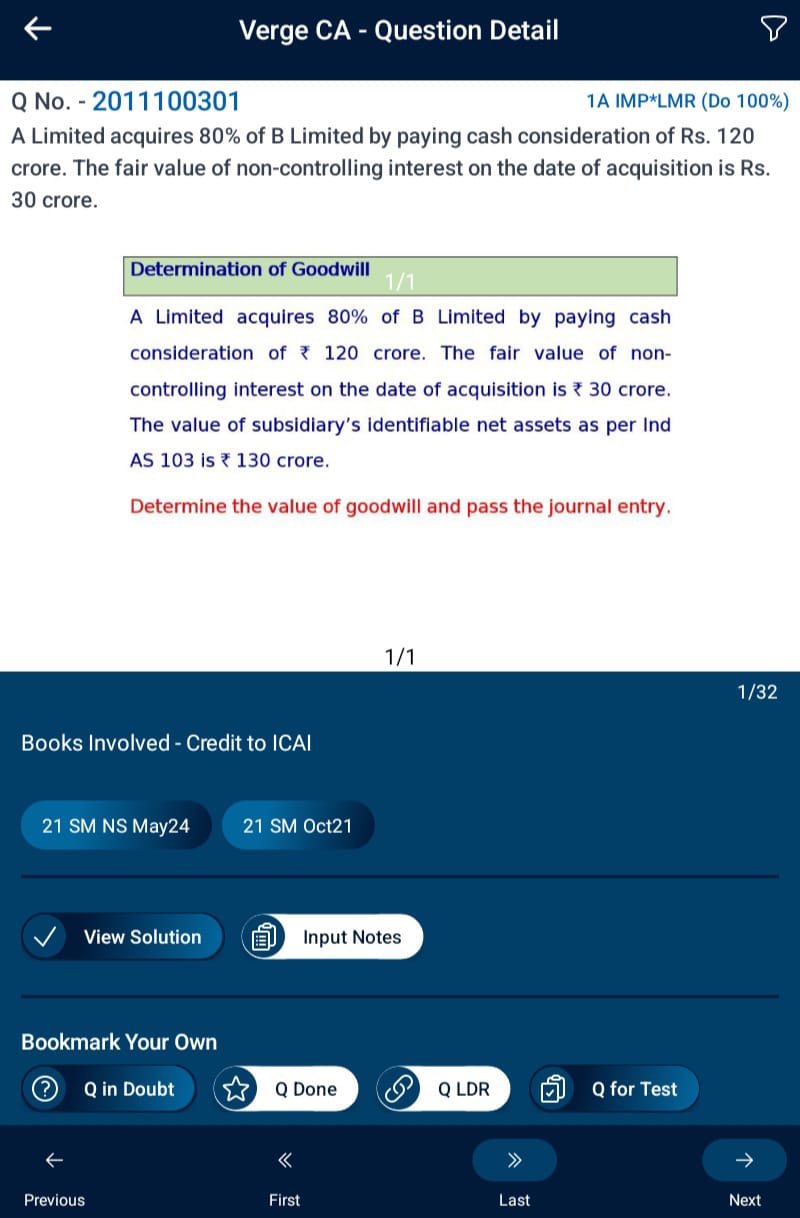 Verge CA - Question Detail
Q No. - 2011100301
1A IMP*LMR (Do 100%)
A Limited acquires 80% of B Limited by paying cash consideration of Rs. 120
crore. The fair value of non-controlling interest on the date of acquisition is Rs.
30 crore.
Determination of Goodwill
1/1
A Limited acquires 80% of B Limited by paying cash
consideration of ₹ 120 crore. The fair value of non-
controlling interest on the date of acquisition is ₹ 30 crore.
The value of subsidiary’s identifiable net assets as per Ind
AS 103 is ₹ 130 crore.
Determine the value of goodwill and pass the journal entry.
1/1
1/32
Books Involved - Credit to ICAI
21 SM NS May24
21 SM Oct21
View Solution
Input Notes
Bookmark Your Own
Q in Doubt
Q Done
Q LDR
Q for Test
Previous
First
Last
Next